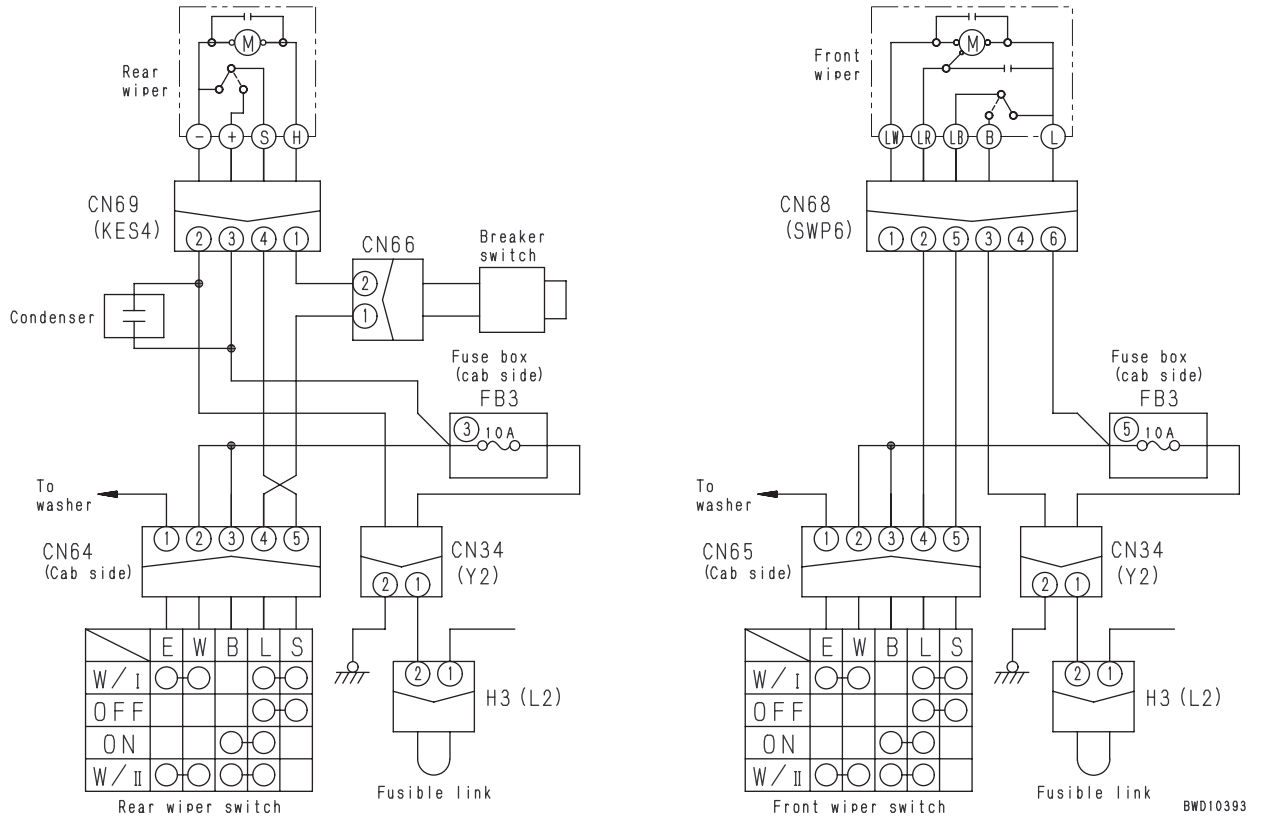 Rear
wiper
M
- + S H
CN69
(KES4)
2 3 4 1
CN66
2
1
Breaker
switch
Condenser
Fuse box
(cab side)
FB3
3 10A
To
washer
CN64
(Cab side)
1 2 3 4 5
CN34
(Y2)
2 1
E W B L S
W/I
OFF
ON
W/II
Rear wiper switch
2 1
H3 (L2)
Fusible link
Front
wiper
M
LW LR LB B L
CN68
(SWP6)
1 2 5 3 4 6
Fuse box
(cab side)
FB3
5 10A
To
washer
CN65
(Cab side)
1 2 3 4 5
CN34
(Y2)
2 1
E W B L S
W/I
OFF
ON
W/II
Front wiper switch
2 1
H3 (L2)
Fusible link
BWD10393